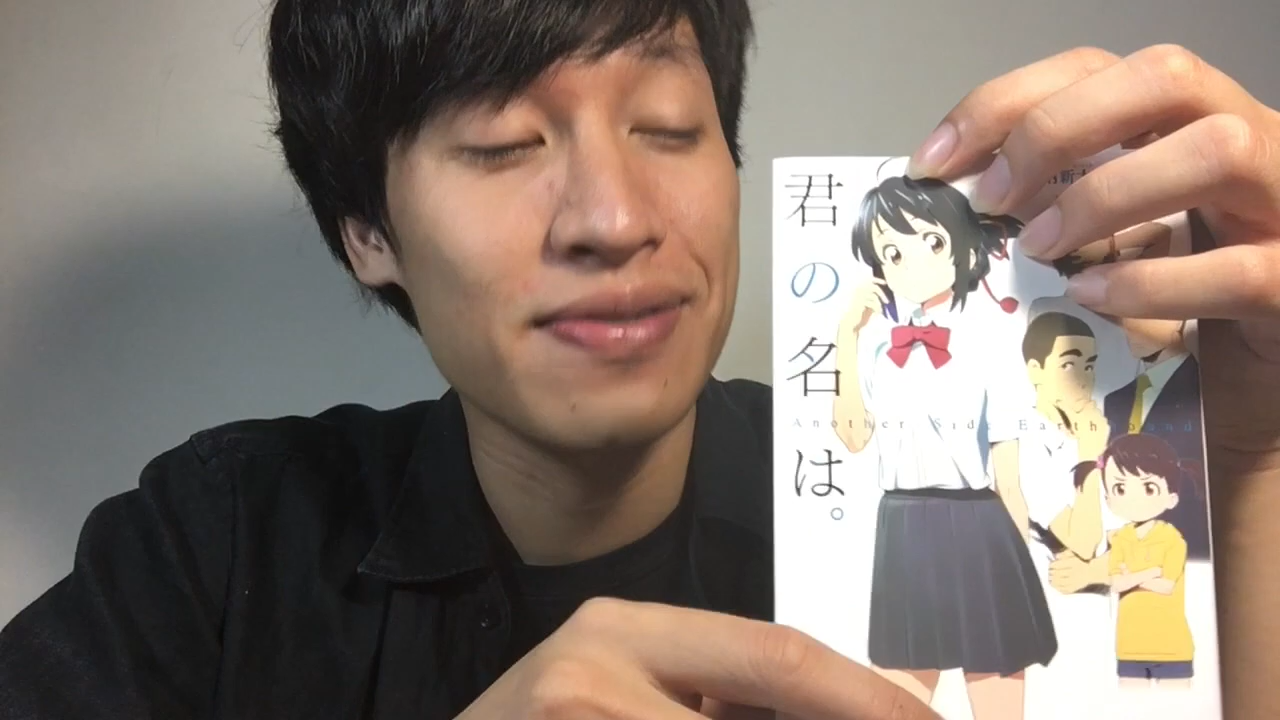 君の名は。
Another Side Earthbound